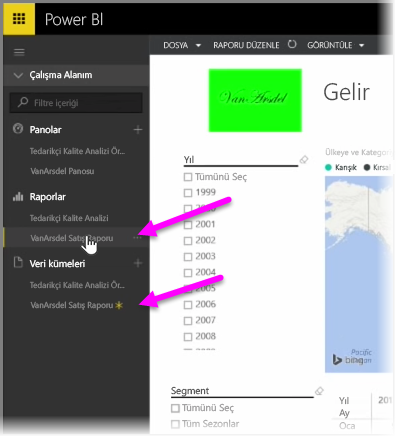 Power BI
DOSYA RAPORU DÜZENLE GÖRÜNTÜLE
Çalışma Alanım
Filtre içeriği
Panolar
Tedarikçi Kalite Analizi Ör...
VanArsdel Panosu
Raporlar
Tedarikçi Kalite Analizi
VanArsdel Satış Raporu
Veri kümeleri
Tedarikçi Kalite Analizi Ör...
VanArsdel Satış Raporu
VanArsdel
Gelir
Yıl
Tümünü Seç
1999
2000
2001
2002
2003
2004
2005
2006
2007
2008
Ülkeye ve Kategor
Karışık Kırsal
Pacific
bing
Segment
Tümünü Seç
Tüm Sezonlar
Yıl 201
Ay
Oca